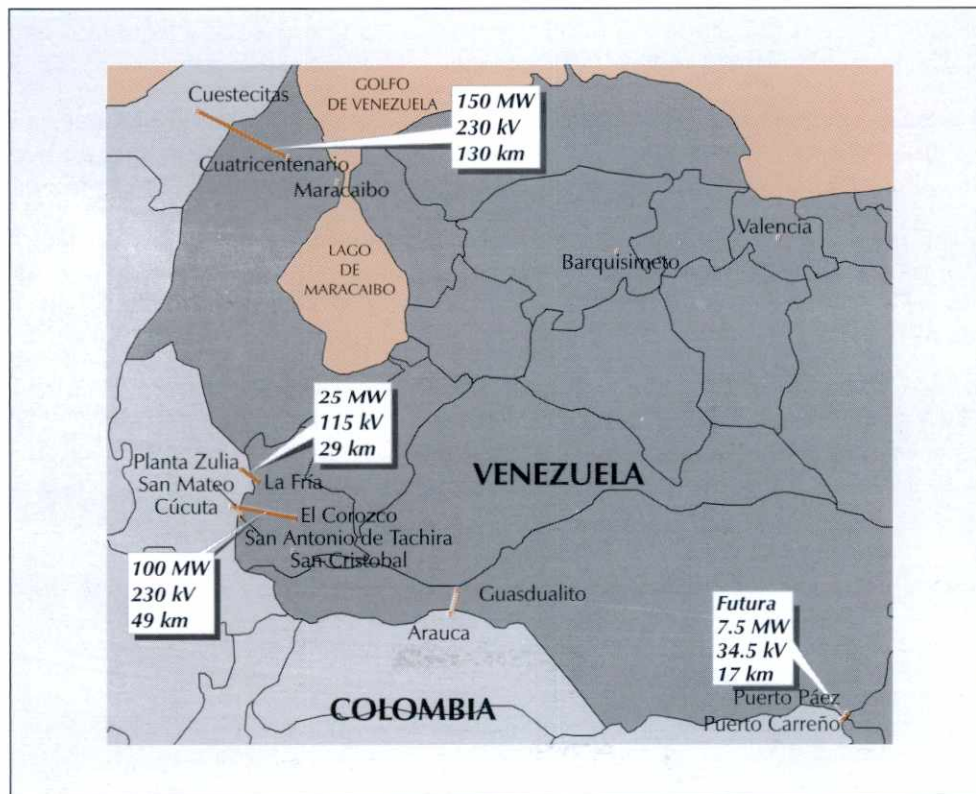 Cuestecitas
GOLFO
DE VENEZUELA
150 MW
230 kV
130 km
Cuatricentenario
Maracaibo
Valencia
Barquisimeto
LAGO
DE
MARACAIBO
25 MW
115 kV
29 km
Planta Zulia
San Mateo
Cúcuta
La Fría
VENEZUELA
El Corozco
San Antonio de Tachira
San Cristobal
100 MW
230 kV
49 km
Guasdualito
Arauca
Futura
7.5 MW
34.5 kV
17 km
Puerto Páez
Puerto Carreño
COLOMBIA